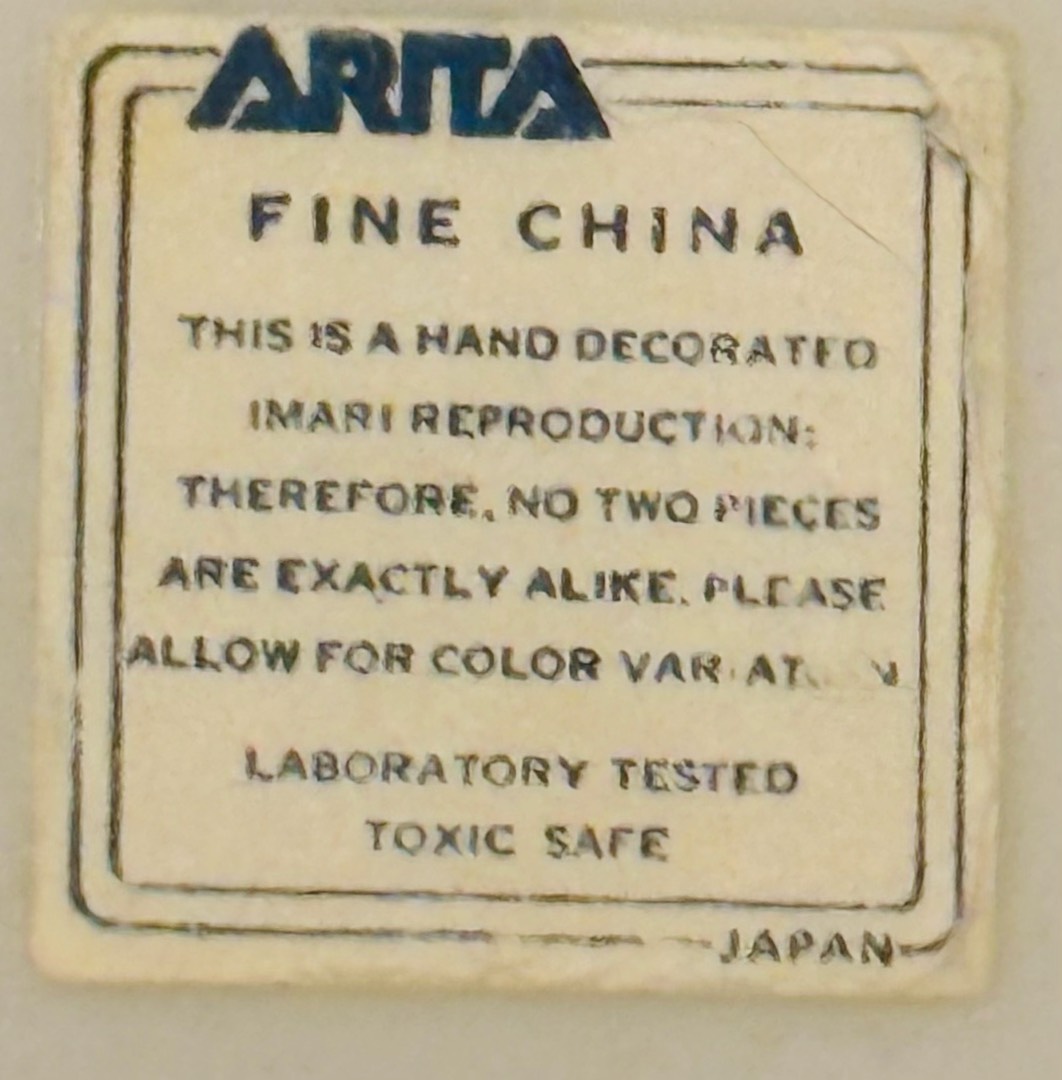 ARITA
FINE CHINA
THIS IS A HAND DECORATED
IMARI REPRODUCTION:
THEREFORE, NO TWO PIECES
ARE EXACTLY ALIKE. PLEASE
ALLOW FOR COLOR VARIATION
LABORATORY TESTED
TOXIC SAFE
JAPAN